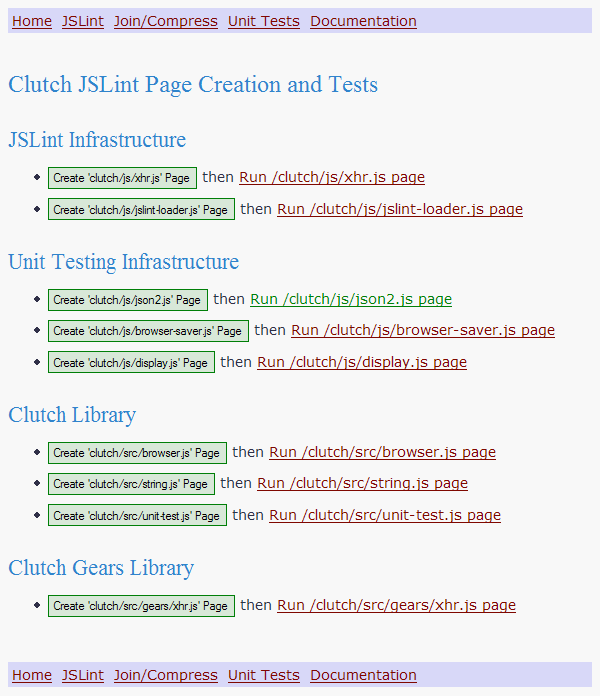 Home JSLint Join/Compress Unit Tests Documentation
Clutch JSLint Page Creation and Tests
JSLint Infrastructure
Create 'clutch/js/xhr.js' Page then Run /clutch/js/xhr.js page
Create 'clutch/js/jslint-loader.js' Page then Run /clutch/js/jslint-loader.js page
Unit Testing Infrastructure
Create 'clutch/js/json2.js' Page then Run /clutch/js/json2.js page
Create 'clutch/js/browser-saver.js' Page then Run /clutch/js/browser-saver.js page
Create 'clutch/js/display.js' Page then Run /clutch/js/display.js page
Clutch Library
Create 'clutch/src/browser.js' Page then Run /clutch/src/browser.js page
Create 'clutch/src/string.js' Page then Run /clutch/src/string.js page
Create 'clutch/src/unit-test.js' Page then Run /clutch/src/unit-test.js page
Clutch Gears Library
Create 'clutch/src/gears/xhr.js' Page then Run /clutch/src/gears/xhr.js page
Home JSLint Join/Compress Unit Tests Documentation